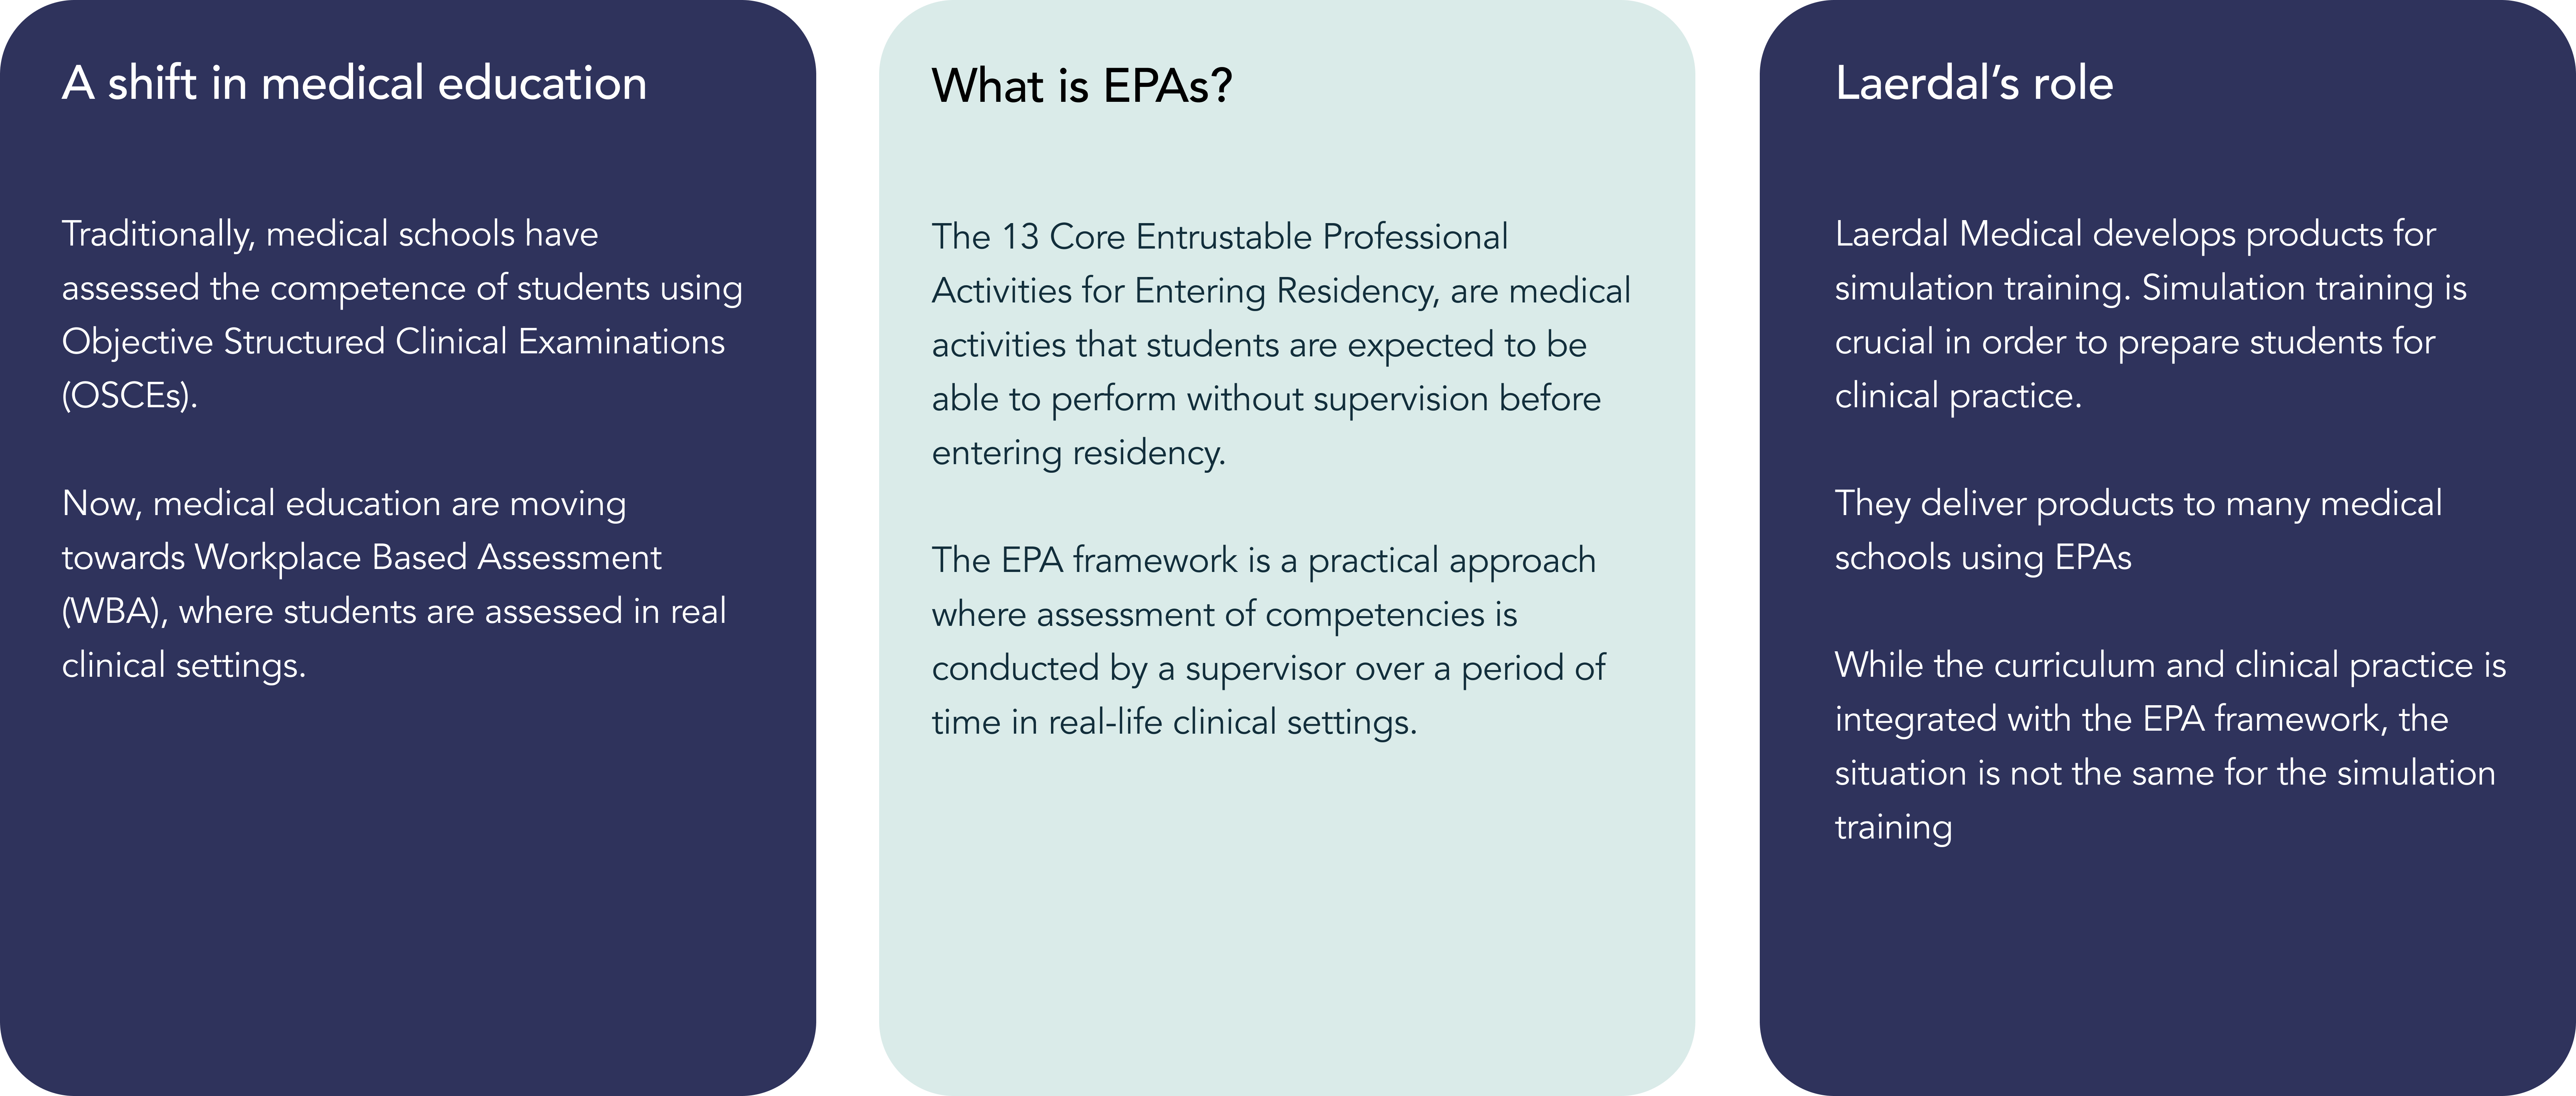 A shift in medical education
Traditionally, medical schools have
assessed the competence of students using
Objective Structured Clinical Examinations
(OSCEs).
Now, medical education are moving
towards Workplace Based Assessment
(WBA), where students are assessed in real
clinical settings.
What is EPAs?
The 13 Core Entrustable Professional
Activities for Entering Residency, are medical
activities that students are expected to be
able to perform without supervision before
entering residency.
The EPA framework is a practical approach
where assessment of competencies is
conducted by a supervisor over a period of
time in real-life clinical settings.
Laerdal’s role
Laerdal Medical develops products for
simulation training. Simulation training is
crucial in order to prepare students for
clinical practice.
They deliver products to many medical
schools using EPAs
While the curriculum and clinical practice is
integrated with the EPA framework, the
situation is not the same for the simulation
training